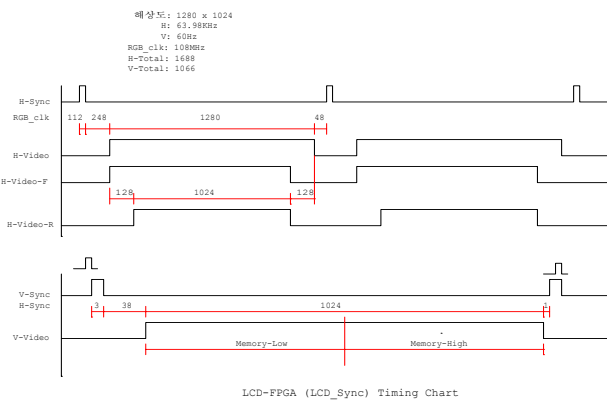 해상도: 1280 x 1024
H: 63.98KHz
V: 60Hz
RGB_clk: 108MHz
H-Total: 1688
V-Total: 1066
H-Sync
RGB_clk 112 248 1280 48
H-Video
H-Video-F
128 1024 128
H-Video-R
V-Sync
H-Sync 3 38 1024 1
V-Video
Memory-Low Memory-High
LCD-FPGA (LCD_Sync) Timing Chart